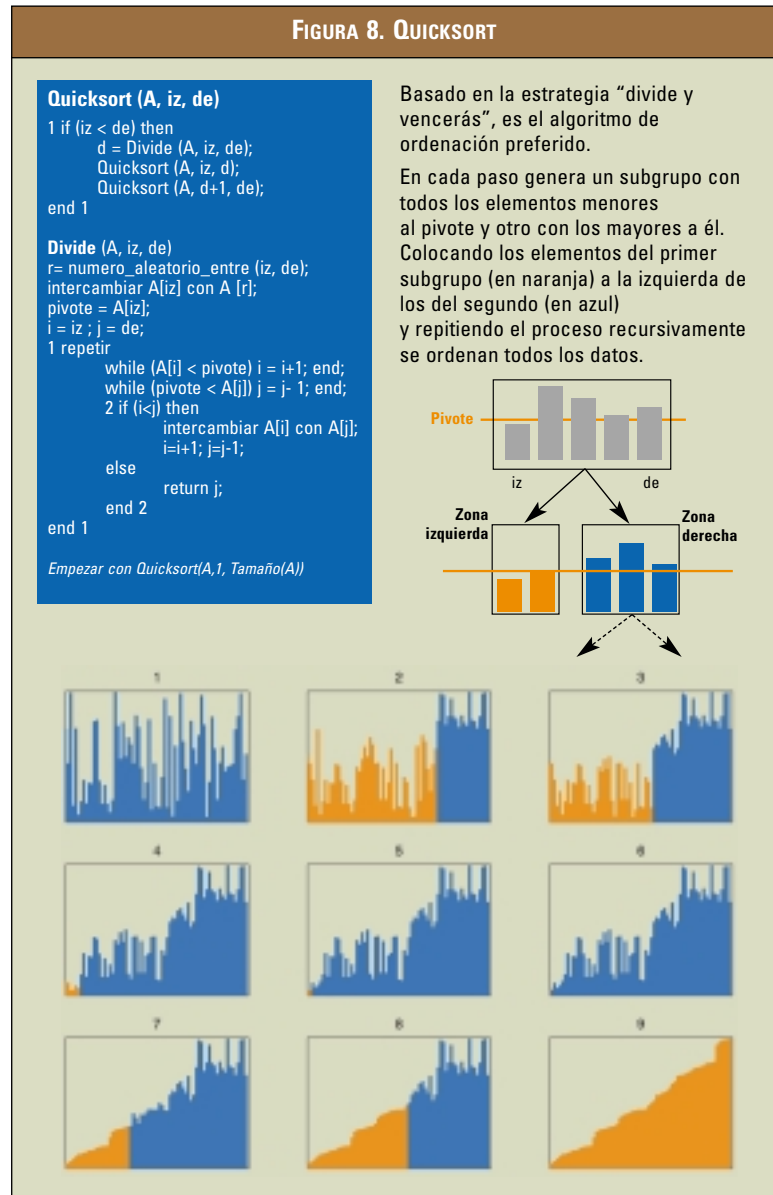 FIGURA 8. QUICKSORT
Quicksort (A, iz, de)
1 if (iz < de) then
d = Divide (A, iz, de);
Quicksort (A, iz, d);
Quicksort (A, d+1, de);
end 1
Divide (A, iz, de)
r= numero_aleatorio_entre (iz, de);
intercambiar A[iz] con A [r];
pivote = A[iz];
i = iz ; j = de;
1 repetir
while (A[i] < pivote) i = i+1; end;
while (pivote < A[j]) j = j- 1; end;
2 if (i<j) then
intercambiar A[i] con A[j];
i=i+1; j=j-1;
else
return j;
end 2
end 1
Empezar con Quicksort(A,1, Tamaño(A))
Basado en la estrategia “divide y
vencerás”, es el algoritmo de
ordenación preferido.
En cada paso genera un subgrupo con
todos los elementos menores
al pivote y otro con los mayores a él.
Colocando los elementos del primer
subgrupo (en naranja) a la izquierda de
los del segundo (en azul)
y repitiendo el proceso recursivamente
se ordenan todos los datos.
Pivote
iz de
Zona
izquierda
Zona
derecha
1 2 3
4 5 6
7 8 9